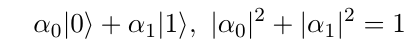 α₀|0⟩ + α₁|1⟩, |α₀|² + |α₁|² = 1